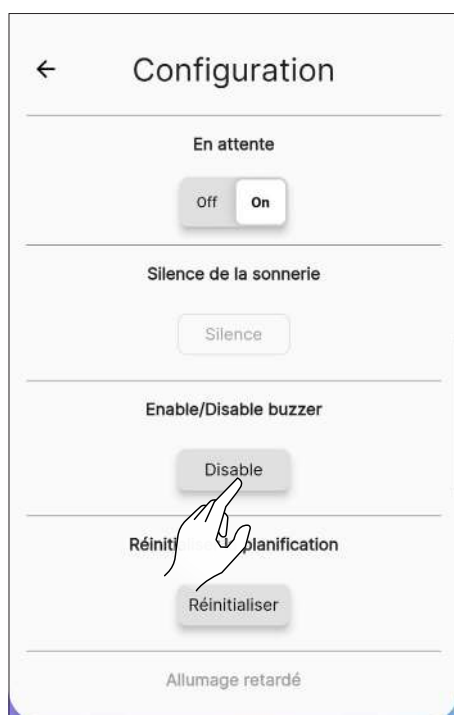 Configuration
En attente
Off On
Silence de la sonnerie
Silence
Enable/Disable buzzer
Disable
Réiniti planification
Réinitialiser
Allumage retardé